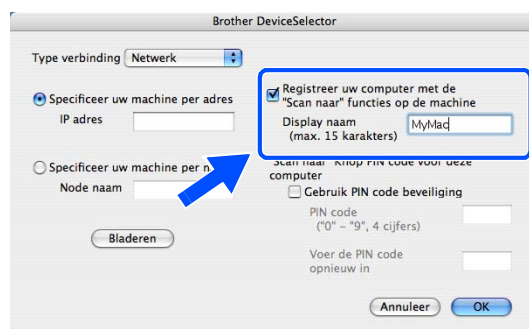 Brother DeviceSelector
Type verbinding Netwerk
Specificeer uw machine per adres
IP adres
Specificeer uw machine per n
Node naam
Bladeren
Registreer uw computer met de
"Scan naar" functies op de machine
Display naam
(max. 15 karakters)
MyMac
"Scan naar" Knop PIN code voor deze
computer
Gebruik PIN code beveiliging
PIN code
("0" – "9", 4 cijfers)
Voer de PIN code
opnieuw in
Annuleer
OK